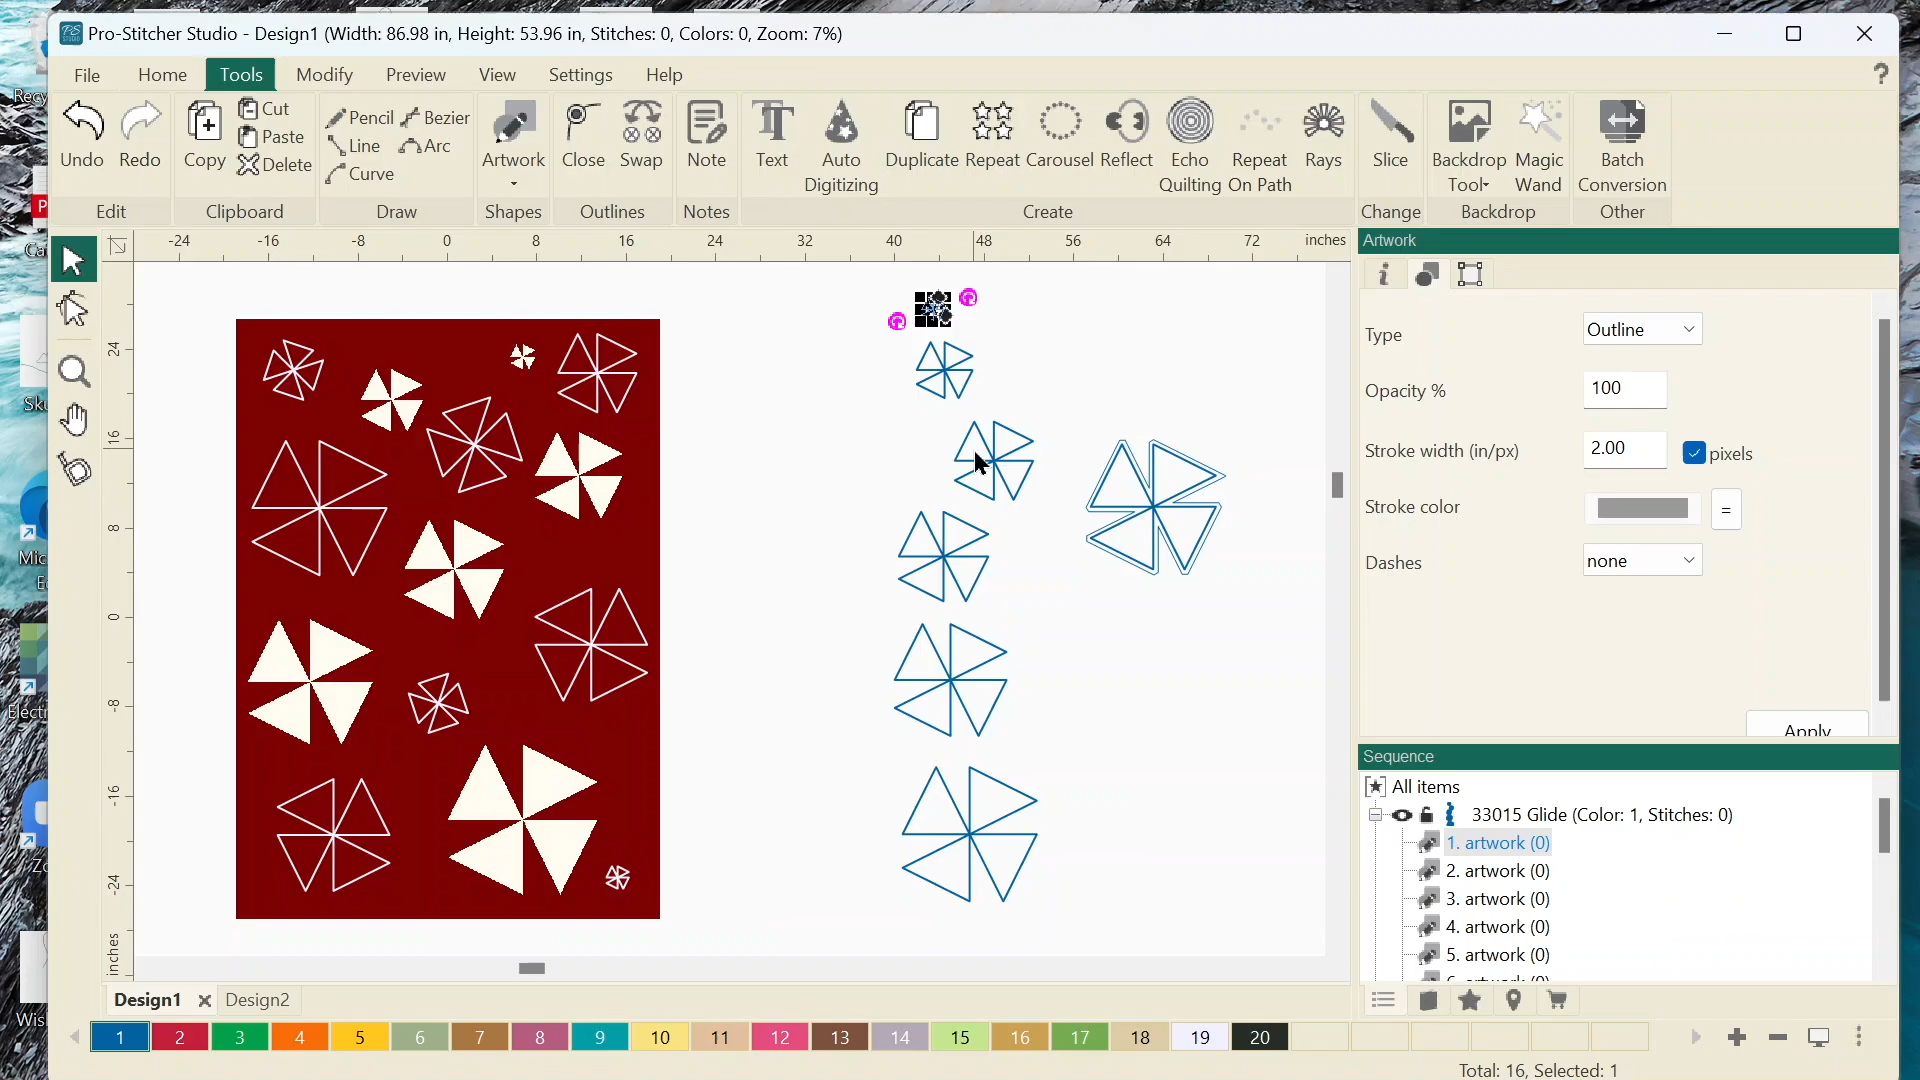 Pro-Stitcher Studio - Design1 (Width: 86.98 in, Height: 53.96 in, Stitches: 0, Colors: 0, Zoom: 7%)
File Home Tools Modify Preview View Settings Help ?
Undo Redo Copy Cut Paste Delete Pencil Bezier Line Arc Curve Artwork Close Swap Note Text Auto Digitizing Duplicate Repeat Carousel Reflect Echo Quilting Repeat On Path Rays Slice Backdrop Tool Magic Wand Batch Conversion
Edit Clipboard Draw Shapes Outlines Notes Create Change Backdrop Other
-24 -16 -8 0 8 16 24 32 40 48 56 64 72 inches
24
16
8
0
-8
-16
-24
inches
Artwork
Type Outline
Opacity % 100
Stroke width (in/px) 2.00 pixels
Stroke color =
Dashes none
Apply
Sequence
All items
33015 Glide (Color: 1, Stitches: 0)
1. artwork (0)
2. artwork (0)
3. artwork (0)
4. artwork (0)
5. artwork (0)
Design1 Design2
1 2 3 4 5 6 7 8 9 10 11 12 13 14 15 16 17 18 19 20
Total: 16, Selected: 1